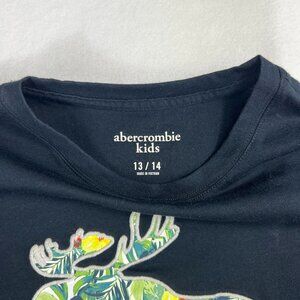 abercrombie
kids
13 / 14
MADE IN VIETNAM